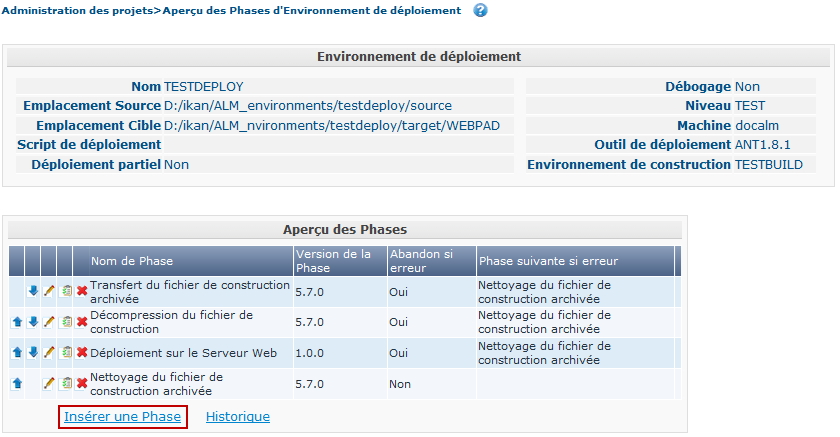 Administration des projets>Aperçu des Phases d'Environnement de déploiement ?
Environnement de déploiement
Nom TESTDEPLOY
Débogage Non
Emplacement Source D:/ikan/ALM_environments/testdeploy/source
Niveau TEST
Emplacement Cible D:/ikan/ALM_nvironments/testdeploy/target/WEBPAD
Machine docalm
Script de déploiement
Outil de déploiement ANT1.8.1
Déploiement partiel Non
Environnement de construction TESTBUILD
Aperçu des Phases
Nom de Phase
Version de la
Phase
Abandon si
erreur
Phase suivante si erreur
Transfert du fichier de construction
archivée
5.7.0
Oui
Nettoyage du fichier de
construction archivée
Décompression du fichier de
construction
5.7.0
Oui
Nettoyage du fichier de
construction archivée
Déploiement sur le Serveur Web
1.0.0
Oui
Nettoyage du fichier de
construction archivée
Nettoyage du fichier de
construction archivée
5.7.0
Non
Insérer une Phase
Historique